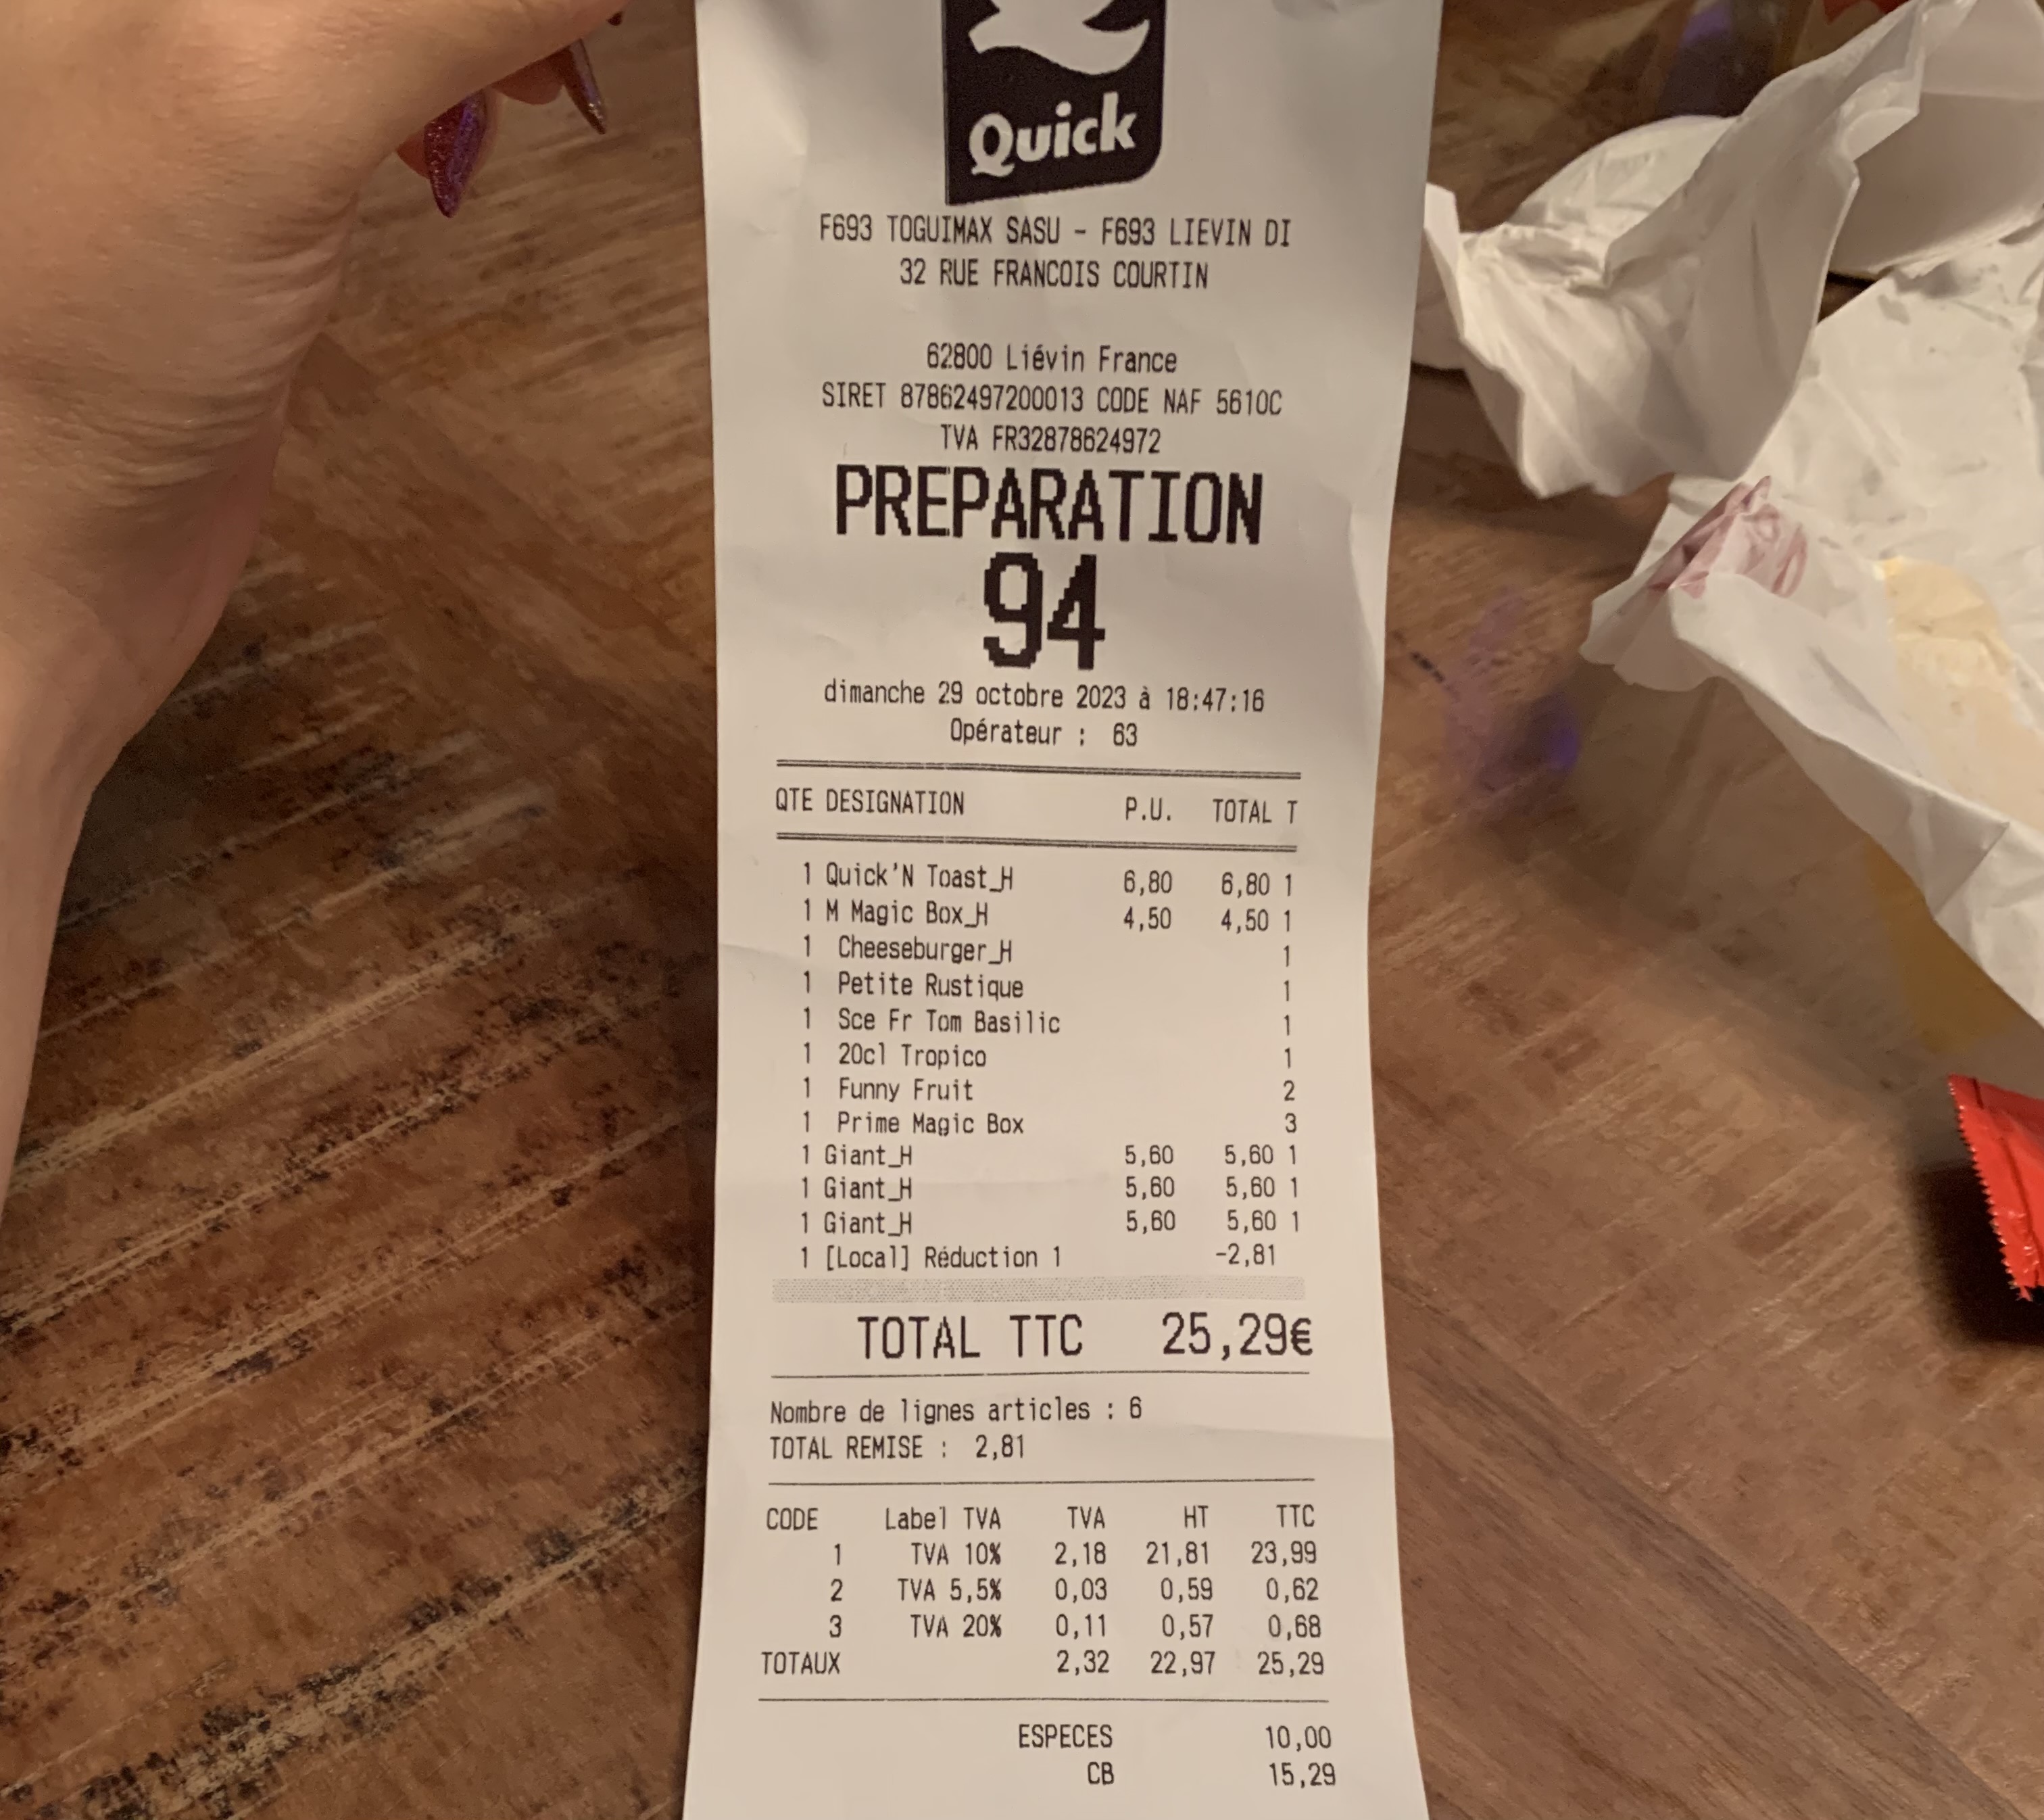 Quick
F693 TOGUIMAX SASU - F693 LIEVIN DI
32 RUE FRANCOIS COURTIN
62800 Liévin France
SIRET 87862497200013 CODE NAF 5610C
TVA FR32878624972
PREPARATION
94
dimanche 29 octobre 2023 à 18:47:16
Opérateur : 63
QTE DESIGNATION P.U. TOTAL T
1 Quick'N Toast_H 6,80 6,80 1
1 M Magic Box_H 4,50 4,50 1
1 Cheeseburger_H 1
1 Petite Rustique 1
1 Sce Fr Tom Basilic 1
1 20cl Tropico 1
1 Funny Fruit 2
1 Prime Magic Box 3
1 Giant_H 5,60 5,60 1
1 Giant_H 5,60 5,60 1
1 Giant_H 5,60 5,60 1
1 [Local] Réduction 1 -2,81
TOTAL TTC 25,29€
Nombre de lignes articles : 6
TOTAL REMISE : 2,81
CODE Label TVA TVA HT TTC
1 TVA 10% 2,18 21,81 23,99
2 TVA 5,5% 0,03 0,59 0,62
3 TVA 20% 0,11 0,57 0,68
TOTAUX 2,32 22,97 25,29
ESPECES 10,00
CB 15,29